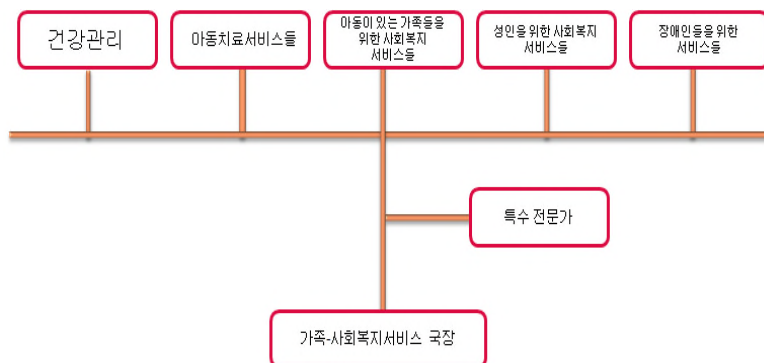 건강관리
아동치료서비스들
아동이 있는 가족들을
위한 사회복지
서비스들
성인을 위한 사회복지
서비스들
장애인들을 위한
서비스들
특수 전문가
가족-사회복지서비스 국장